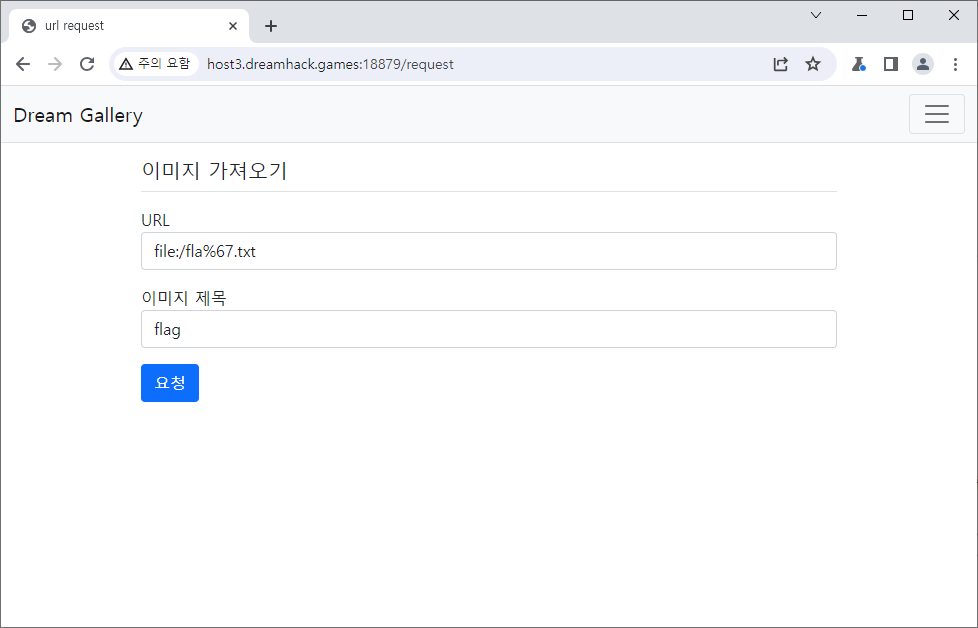 url request
주의 요함 host3.dreamhack.games:18879/request
Dream Gallery
이미지 가져오기
URL
file:/fla%67.txt
이미지 제목
flag
요청